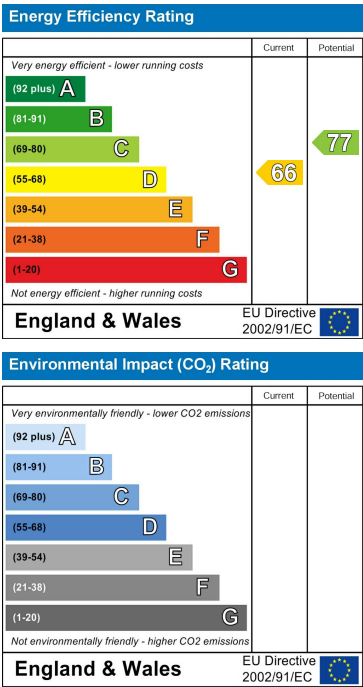 Energy Efficiency Rating
Current Potential
Very energy efficient - lower running costs
(92 plus) A
(81-91) B
(69-80) C
(55-68) D
(39-54) E
(21-38) F
(1-20) G
66
77
Not energy efficient - higher running costs
England & Wales
EU Directive
2002/91/EC
Environmental Impact (CO₂) Rating
Current Potential
Very environmentally friendly - lower CO2 emissions
(92 plus) A
(81-91) B
(69-80) C
(55-68) D
(39-54) E
(21-38) F
(1-20) G
Not environmentally friendly - higher CO2 emissions
England & Wales
EU Directive
2002/91/EC